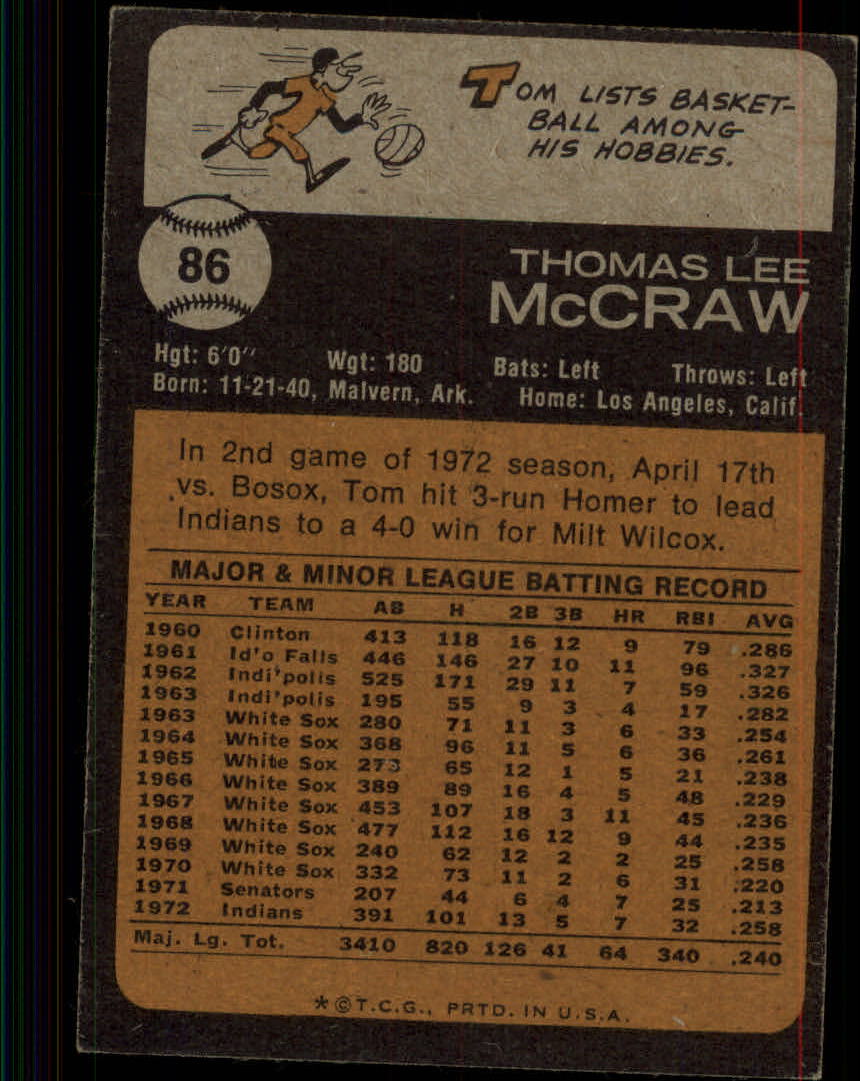 TOM LISTS BASKET-
BALL AMONG
HIS HOBBIES.
86
THOMAS LEE
McCRAW
Hgt: 6'0" Wgt: 180 Bats: Left Throws: Left
Born: 11-21-40, Malvern, Ark. Home: Los Angeles, Calif.
In 2nd game of 1972 season, April 17th
vs. Bosox, Tom hit 3-run Homer to lead
Indians to a 4-0 win for Milt Wilcox.
MAJOR & MINOR LEAGUE BATTING RECORD
YEAR TEAM AB H 2B 3B HR RBI AVG
1960 Clinton 413 118 16 12 9 79 .286
1961 Id'o Falls 446 146 27 10 11 96 .327
1962 Indi'polis 525 171 29 11 7 59 .326
1963 Indi'polis 195 55 9 3 4 17 .282
1963 White Sox 280 71 11 3 6 33 .254
1964 White Sox 368 96 11 5 6 36 .261
1965 White Sox 273 65 12 1 5 21 .238
1966 White Sox 389 89 16 4 5 48 .229
1967 White Sox 453 107 18 3 11 45 .236
1968 White Sox 477 112 16 12 9 44 .235
1969 White Sox 240 62 12 2 2 25 .258
1970 White Sox 332 73 11 2 6 31 .220
1971 Senators 207 44 6 4 7 25 .213
1972 Indians 391 101 13 5 7 32 .258
Maj. Lg. Tot. 3410 820 126 41 64 340 .240
*©T.C.G., PRTD. IN U.S.A.